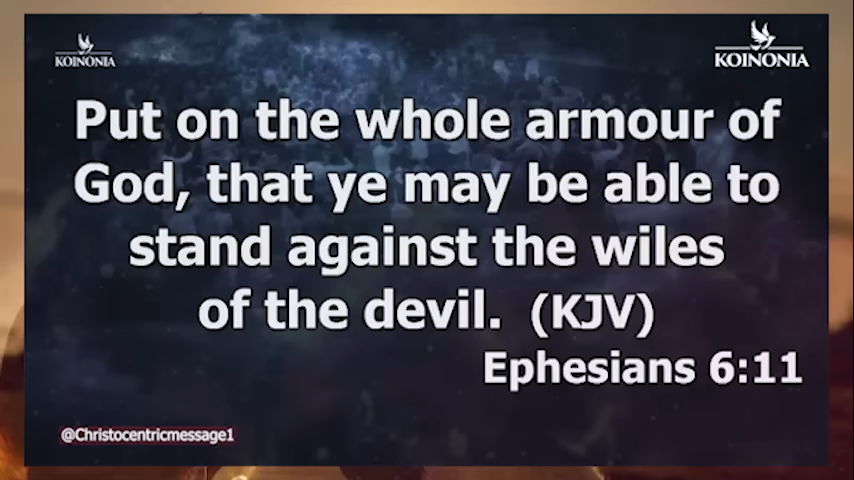 KOINONIA
KOINONIA
Put on the whole armour of
God, that ye may be able to
stand against the wiles
of the devil. (KJV)
Ephesians 6:11
@Christocentricmessage1